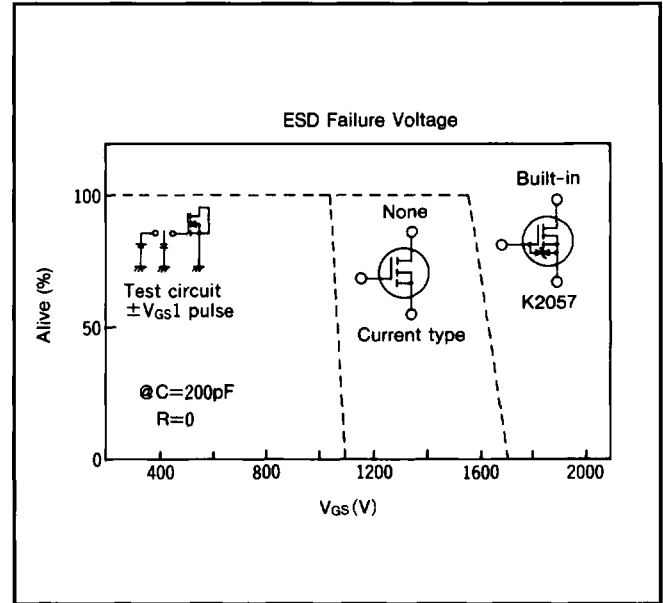 ESD Failure Voltage
Alive (%)
100
50
0
Test circuit
±VGS1 pulse
@C=200pF
R=0
None
Current type
Built-in
K2057
400
800
1200
1600
2000
VGS(V)